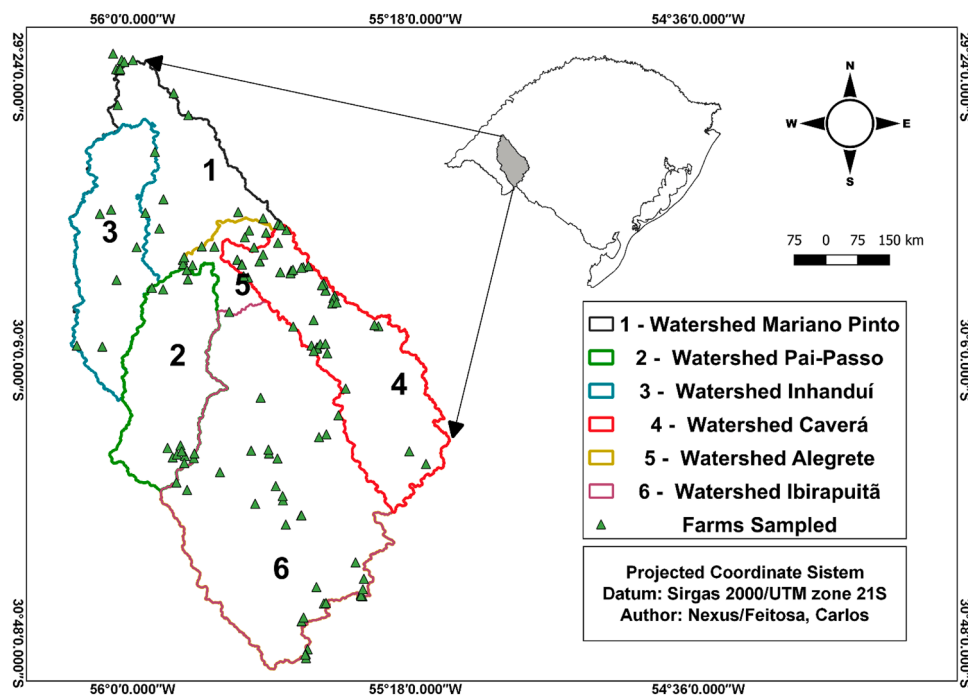 56°0'0.000"W 55°18'0.000"W 54°36'0.000"W
29°24'0.000"S 29°24'0.000"S
N
W E
S
75 0 75 150 km
1
3
5
2
4
6
1 - Watershed Mariano Pinto
2 - Watershed Pai-Passo
3 - Watershed Inhanduí
4 - Watershed Caverá
5 - Watershed Alegrete
6 - Watershed Ibirapuitã
Farms Sampled
30°6'0.000"S 30°6'0.000"S
Projected Coordinate Sistem
Datum: Sirgas 2000/UTM zone 21S
Author: Nexus/Feitosa, Carlos
30°48'0.000"S 30°48'0.000"S
56°0'0.000"W 55°18'0.000"W 54°36'0.000"W